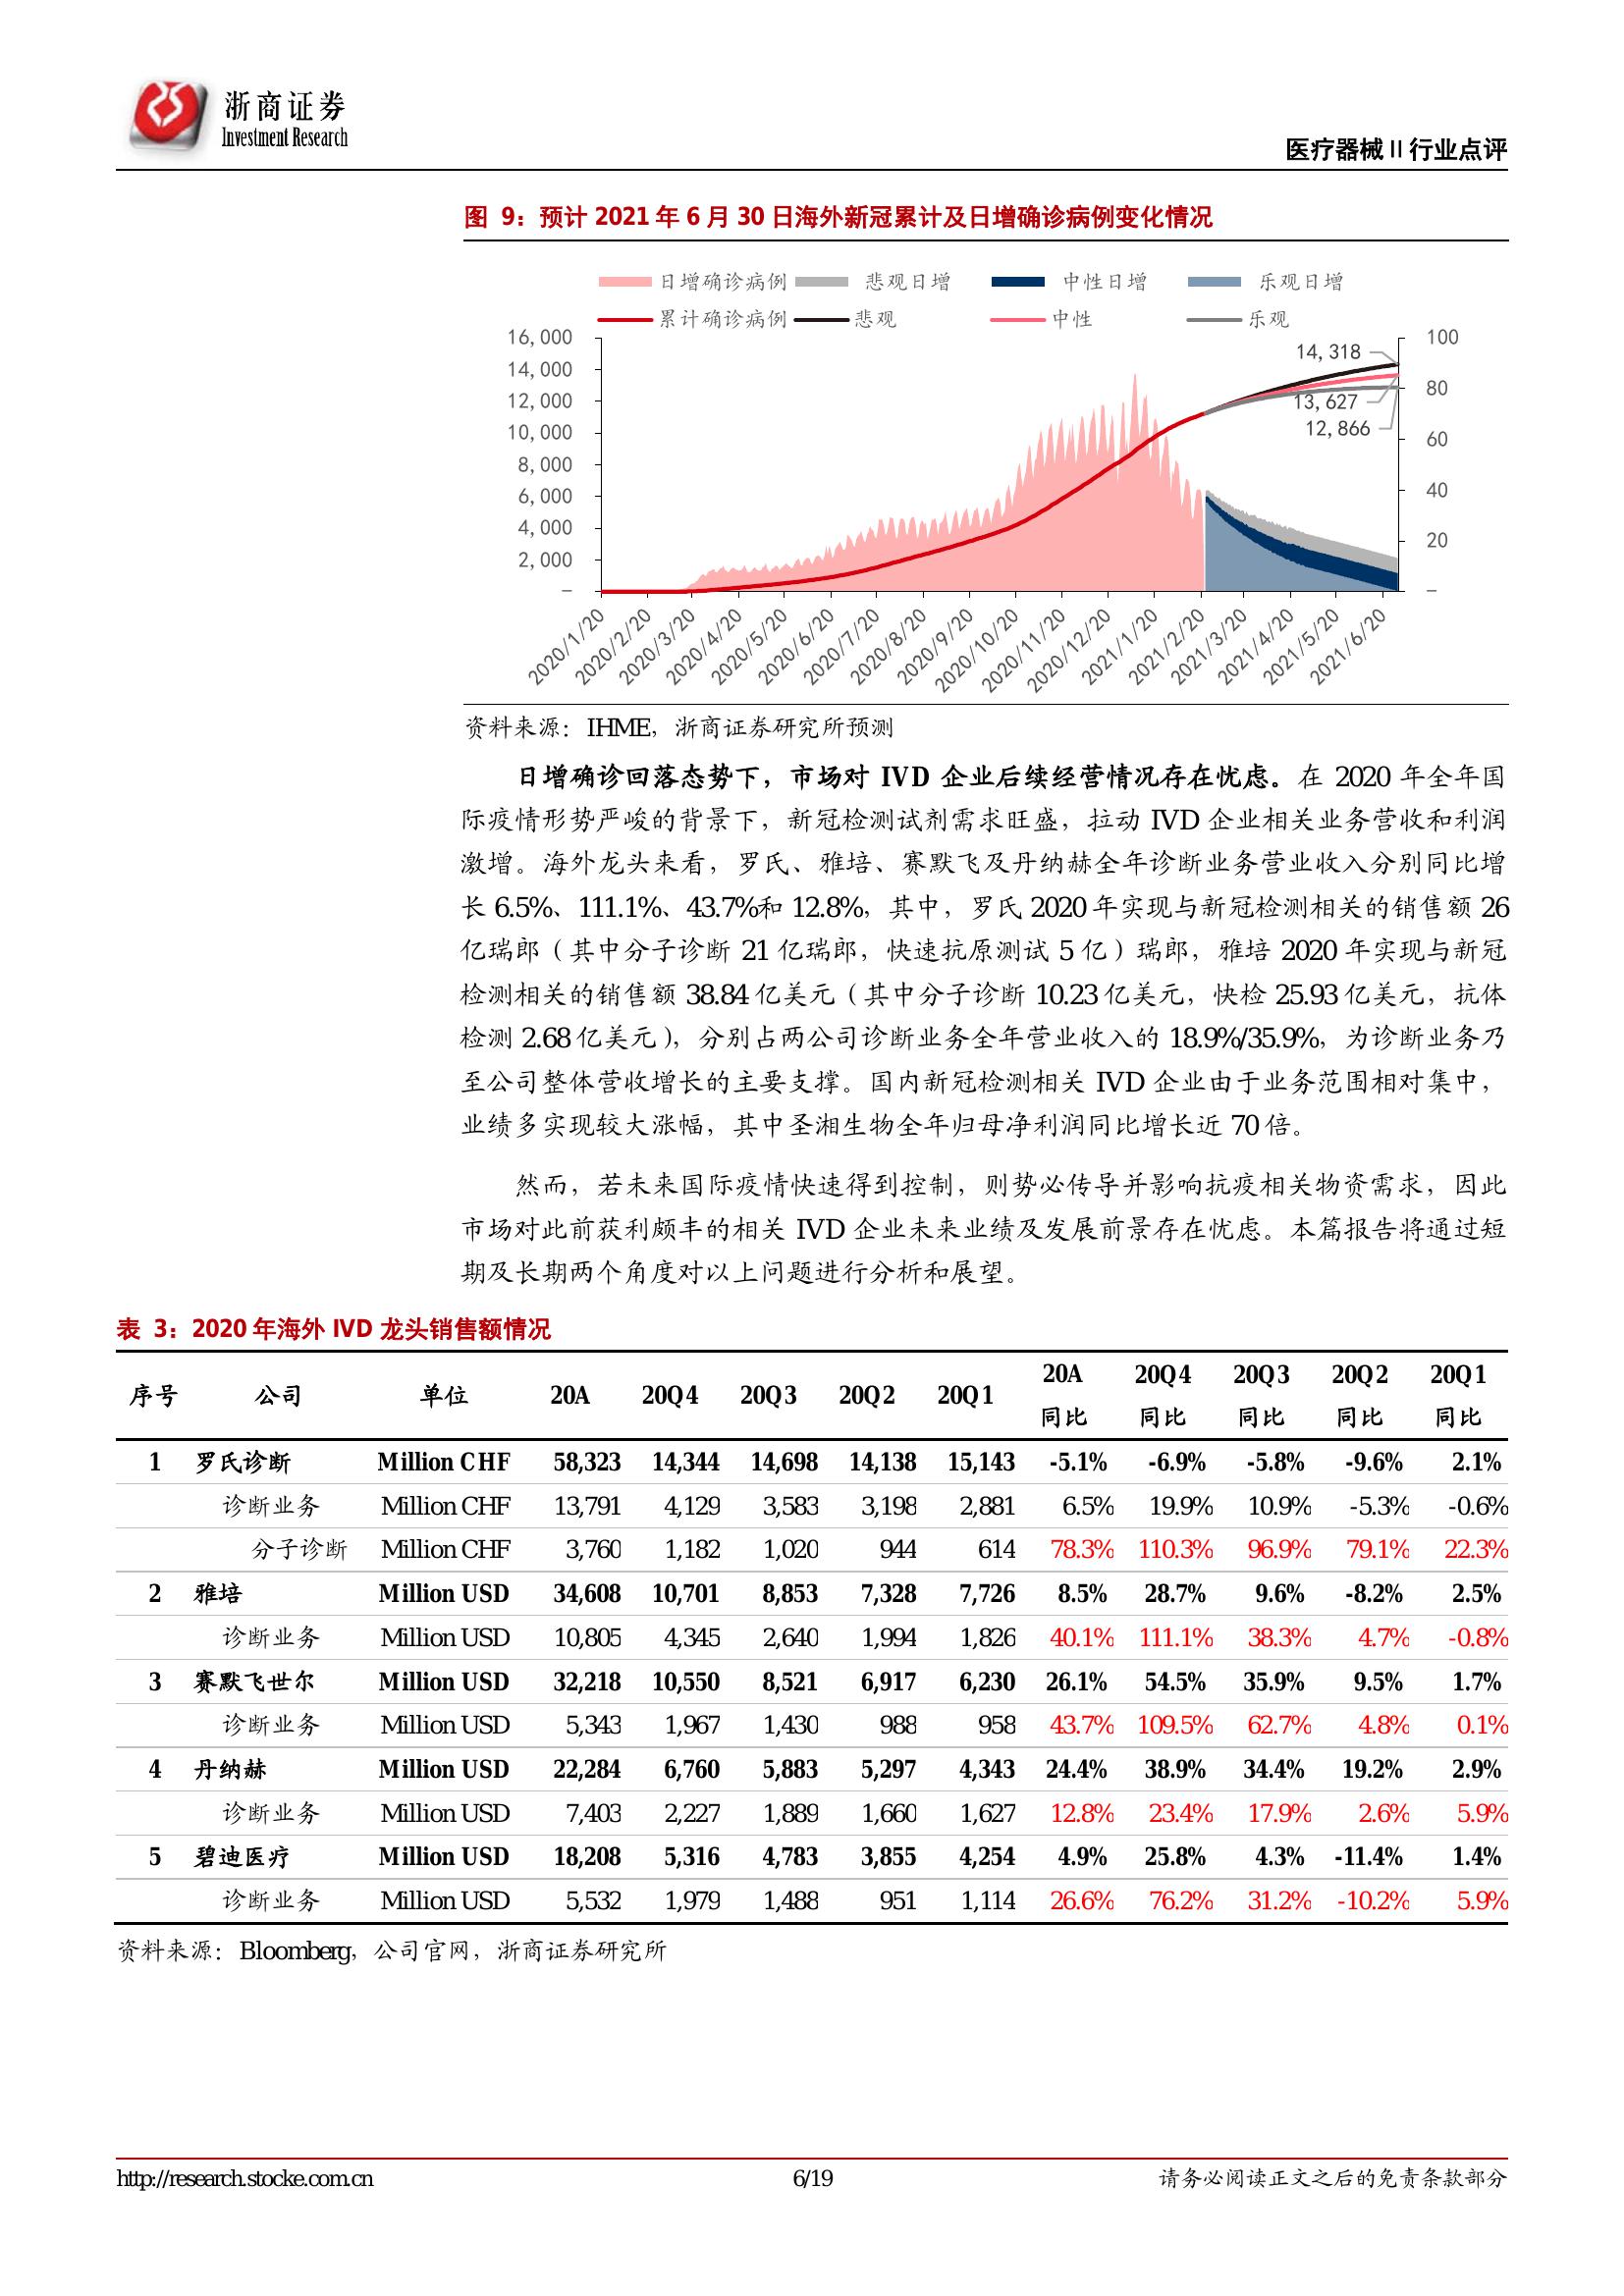 浙商证券
Investment Research
医疗器械Ⅱ行业点评
图 9：预计 2021 年 6 月 30 日海外新冠累计及日增确诊病例变化情况
日增确诊病例 悲观日增 中性日增 乐观日增
累计确诊病例 悲观 中性 乐观
16,000
14,000
12,000
10,000
8,000
6,000
4,000
2,000
–
100
80
60
40
20
–
14,318
13,627
12,866
2020/1/20 2020/2/20 2020/3/20 2020/4/20 2020/5/20 2020/6/20 2020/7/20 2020/8/20 2020/9/20 2020/10/20 2020/11/20 2020/12/20 2021/1/20 2021/2/20 2021/3/20 2021/4/20 2021/5/20 2021/6/20
资料来源：IHME，浙商证券研究所预测
日增确诊回落态势下，市场对 IVD 企业后续经营情况存在忧虑。在 2020 年全年国
际疫情形势严峻的背景下，新冠检测试剂需求旺盛，拉动 IVD 企业相关业务营收和利润
激增。海外龙头来看，罗氏、雅培、赛默飞及丹纳赫全年诊断业务营业收入分别同比增
长 6.5%、111.1%、43.7%和 12.8%，其中，罗氏 2020 年实现与新冠检测相关的销售额 26
亿瑞郎（其中分子诊断 21 亿瑞郎，快速抗原测试 5 亿）瑞郎，雅培 2020 年实现与新冠
检测相关的销售额 38.84 亿美元（其中分子诊断 10.23 亿美元，快检 25.93 亿美元，抗体
检测 2.68 亿美元），分别占两公司诊断业务全年营业收入的 18.9%/35.9%，为诊断业务乃
至公司整体营收增长的主要支撑。国内新冠检测相关 IVD 企业由于业务范围相对集中，
业绩多实现较大涨幅，其中圣湘生物全年归母净利润同比增长近 70 倍。
然而，若未来国际疫情快速得到控制，则势必传导并影响抗疫相关物资需求，因此
市场对此前获利颇丰的相关 IVD 企业未来业绩及发展前景存在忧虑。本篇报告将通过短
期及长期两个角度对以上问题进行分析和展望。
表 3：2020 年海外 IVD 龙头销售额情况
序号 公司 单位 20A 20Q4 20Q3 20Q2 20Q1 20A同比 20Q4同比 20Q3同比 20Q2同比 20Q1同比
1 罗氏诊断 Million CHF 58,323 14,344 14,698 14,138 15,143 -5.1% -6.9% -5.8% -9.6% 2.1%
诊断业务 Million CHF 13,791 4,129 3,583 3,198 2,881 6.5% 19.9% 10.9% -5.3% -0.6%
分子诊断 Million CHF 3,760 1,182 1,020 944 614 78.3% 110.3% 96.9% 79.1% 22.3%
2 雅培 Million USD 34,608 10,701 8,853 7,328 7,726 8.5% 28.7% 9.6% -8.2% 2.5%
诊断业务 Million USD 10,805 4,345 2,640 1,994 1,826 40.1% 111.1% 38.3% 4.7% -0.8%
3 赛默飞世尔 Million USD 32,218 10,550 8,521 6,917 6,230 26.1% 54.5% 35.9% 9.5% 1.7%
诊断业务 Million USD 5,343 1,967 1,430 988 958 43.7% 109.5% 62.7% 4.8% 0.1%
4 丹纳赫 Million USD 22,284 6,760 5,883 5,297 4,343 24.4% 38.9% 34.4% 19.2% 2.9%
诊断业务 Million USD 7,403 2,227 1,889 1,660 1,627 12.8% 23.4% 17.9% 2.6% 5.9%
5 碧迪医疗 Million USD 18,208 5,316 4,783 3,855 4,254 4.9% 25.8% 4.3% -11.4% 1.4%
诊断业务 Million USD 5,532 1,979 1,488 951 1,114 26.6% 76.2% 31.2% -10.2% 5.9%
资料来源：Bloomberg，公司官网，浙商证券研究所
http://research.stocke.com.cn 6/19 请务必阅读正文之后的免责条款部分